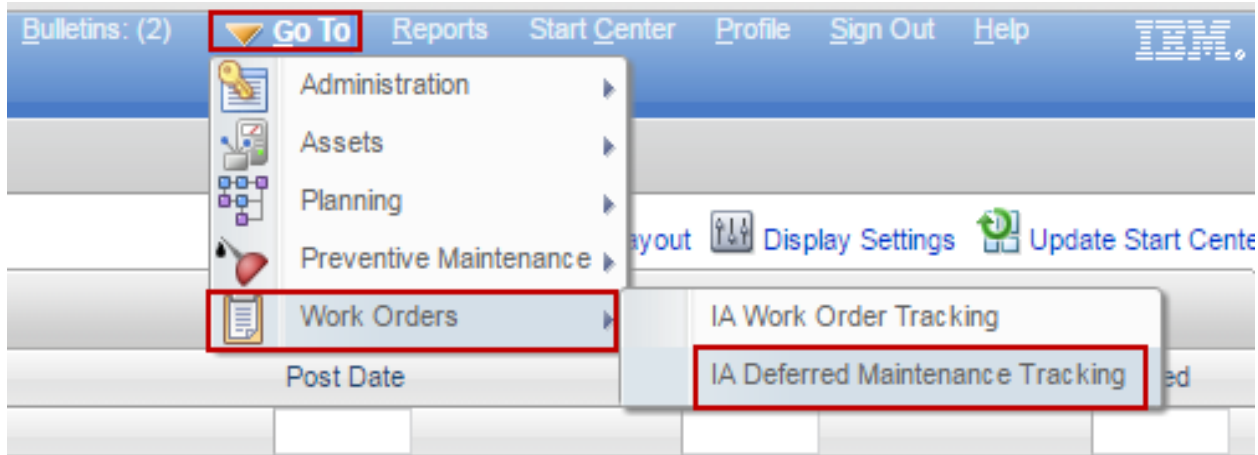 Bulletins: (2) Go To Reports Start Center Profile Sign Out Help IBM.
Administration
Assets
Planning
ayout Display Settings Update Start Cente
Preventive Maintenance
Work Orders
IA Work Order Tracking
Post Date
IA Deferred Maintenance Tracking ed